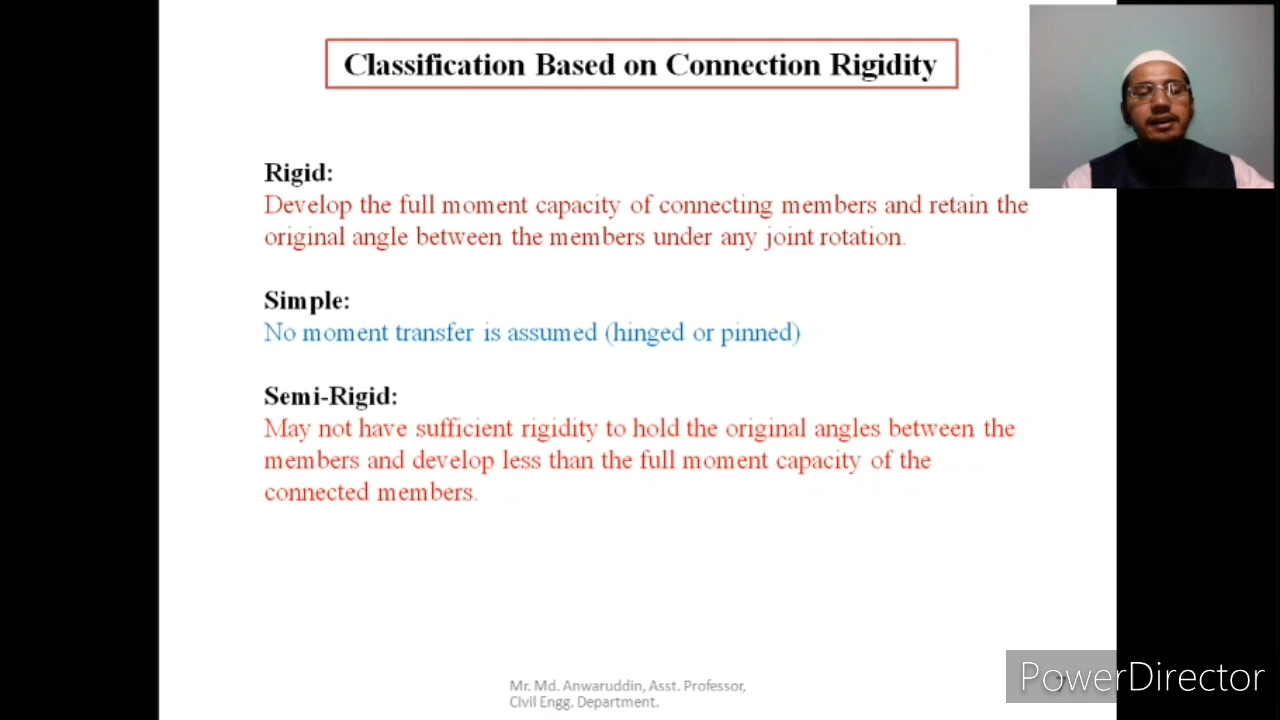 Classification Based on Connection Rigidity
Rigid:
Develop the full moment capacity of connecting members and retain the
original angle between the members under any joint rotation.
Simple:
No moment transfer is assumed (hinged or pinned)
Semi-Rigid:
May not have sufficient rigidity to hold the original angles between the
members and develop less than the full moment capacity of the
connected members.
Mr. Md. Anwaruddin, Asst. Professor,
Civil Engg. Department.
PowerDirector